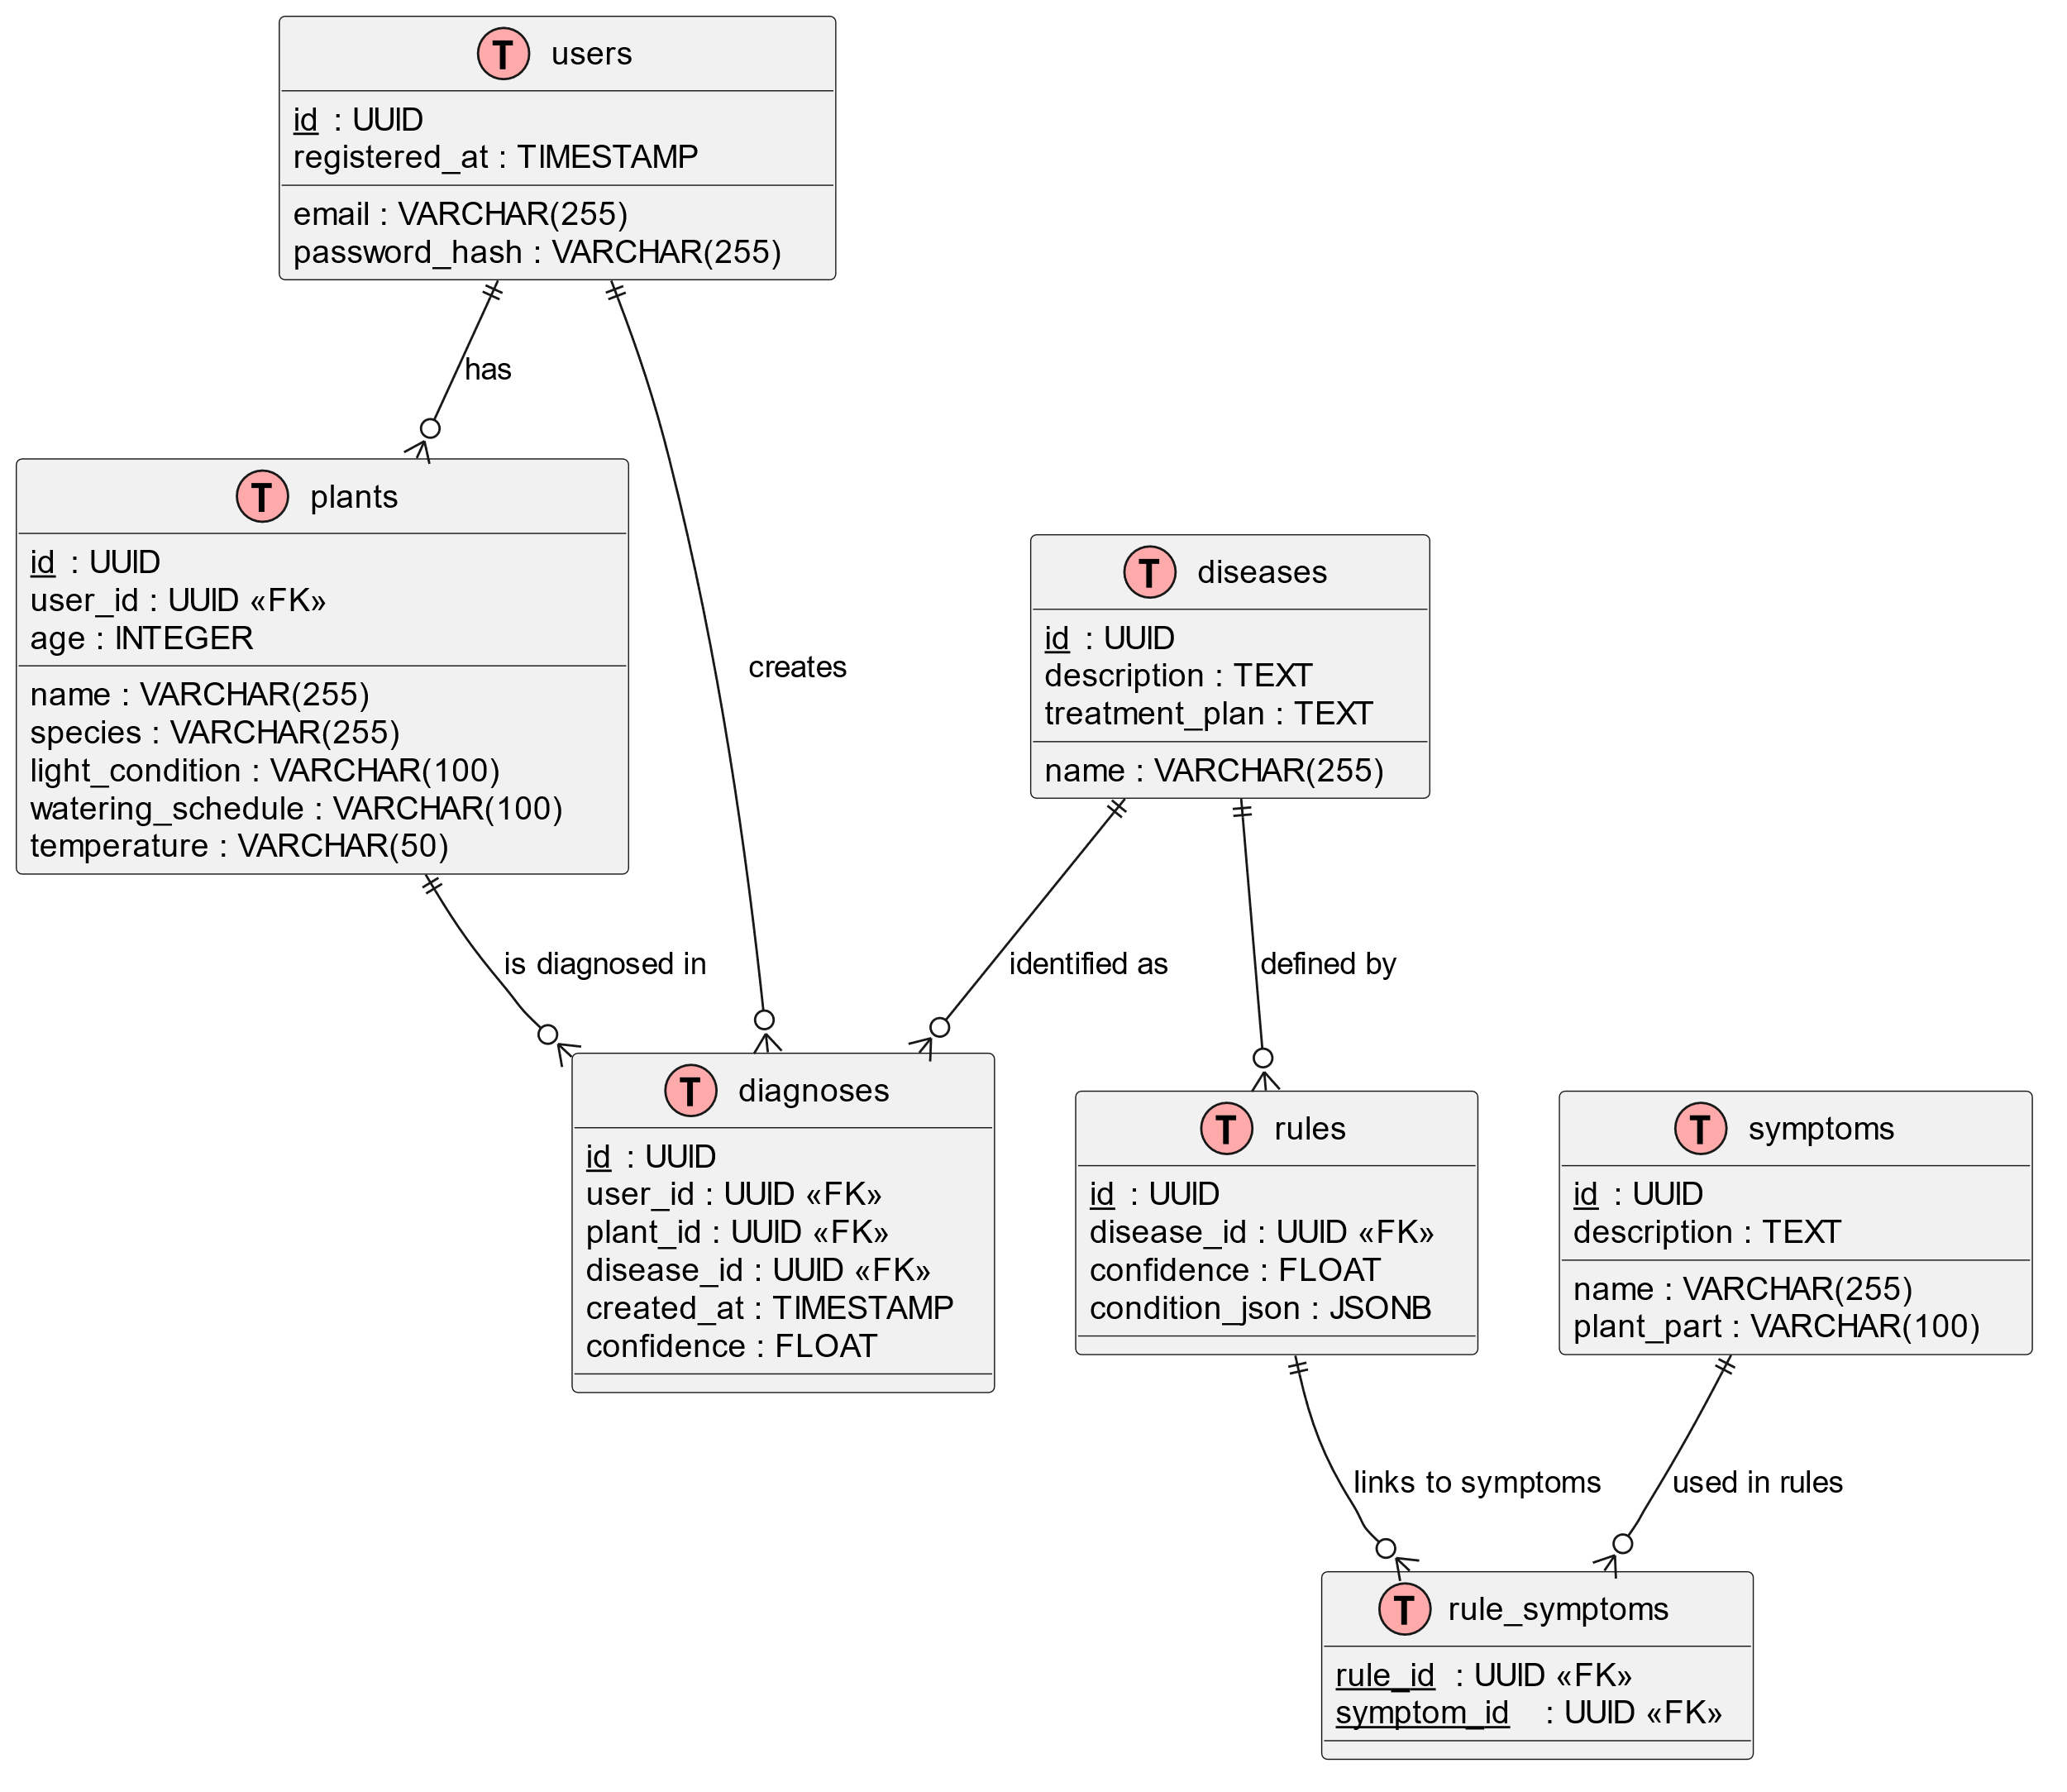 T users
id : UUID
registered_at : TIMESTAMP
email : VARCHAR(255)
password_hash : VARCHAR(255)
has
creates
T plants
id : UUID
user_id : UUID «FK»
age : INTEGER
name : VARCHAR(255)
species : VARCHAR(255)
light_condition : VARCHAR(100)
watering_schedule : VARCHAR(100)
temperature : VARCHAR(50)
T diseases
id : UUID
description : TEXT
treatment_plan : TEXT
name : VARCHAR(255)
is diagnosed in
identified as
defined by
T diagnoses
id : UUID
user_id : UUID «FK»
plant_id : UUID «FK»
disease_id : UUID «FK»
created_at : TIMESTAMP
confidence : FLOAT
T rules
id : UUID
disease_id : UUID «FK»
confidence : FLOAT
condition_json : JSONB
T symptoms
id : UUID
description : TEXT
name : VARCHAR(255)
plant_part : VARCHAR(100)
links to symptoms
used in rules
T rule_symptoms
rule_id : UUID «FK»
symptom_id : UUID «FK»